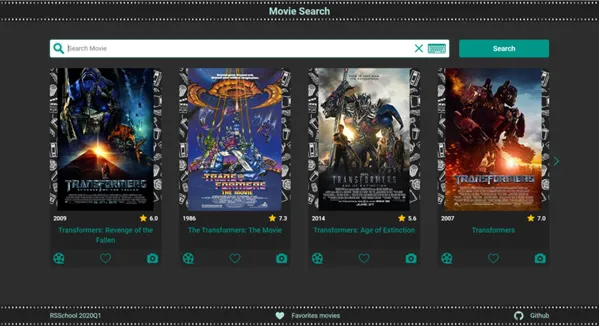 Movie Search
Search Movie
Search
TRANSFORMERS
REVENGE OF THE FALLEN
TRANSFORMERS
THE MOVIE
TRANSFORMERS
AGE OF EXTINCTION
TRANSFORMERS
2009 6.0
1986 7.3
2014 5.6
2007 7.0
Transformers: Revenge of the
Fallen
The Transformers: The Movie
Transformers: Age of Extinction
Transformers
RSSchool 2020Q1
Favorites movies
Github